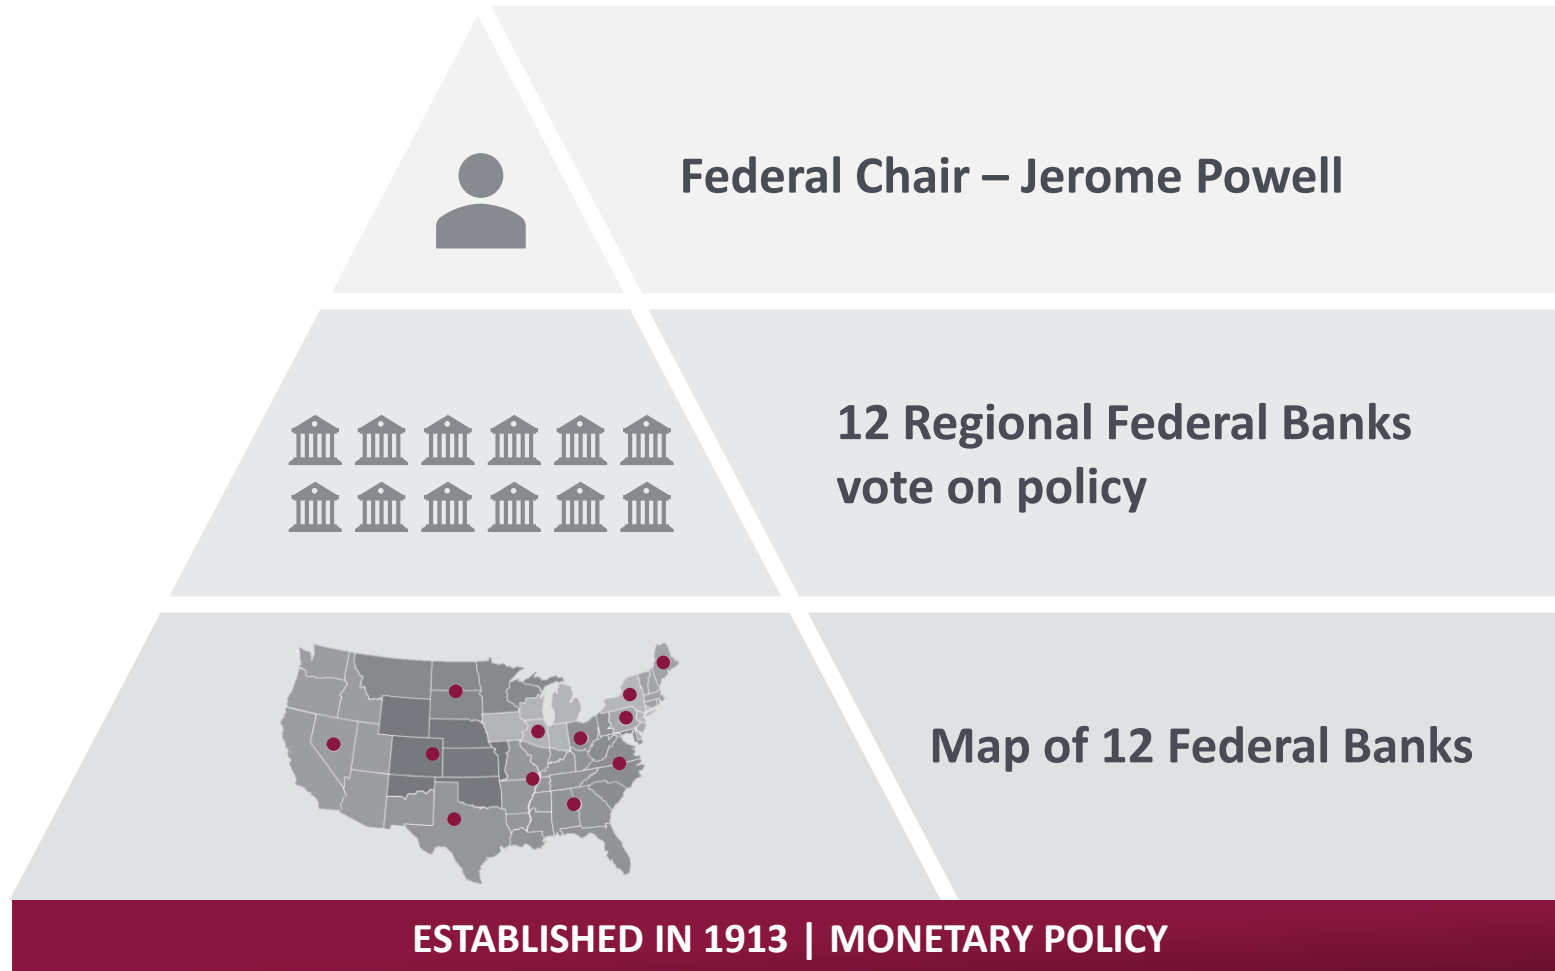 Federal Chair – Jerome Powell
12 Regional Federal Banks
vote on policy
Map of 12 Federal Banks
ESTABLISHED IN 1913 | MONETARY POLICY